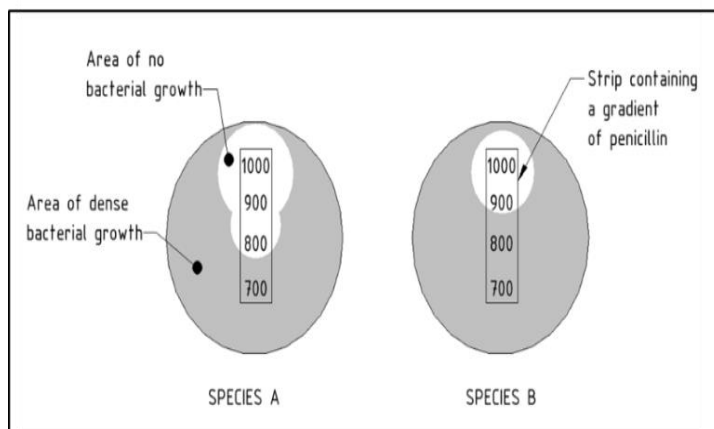 Area of no
bacterial growth
Strip containing
a gradient
of penicillin
1000
900
800
700
1000
900
800
700
Area of dense
bacterial growth
SPECIES A
SPECIES B